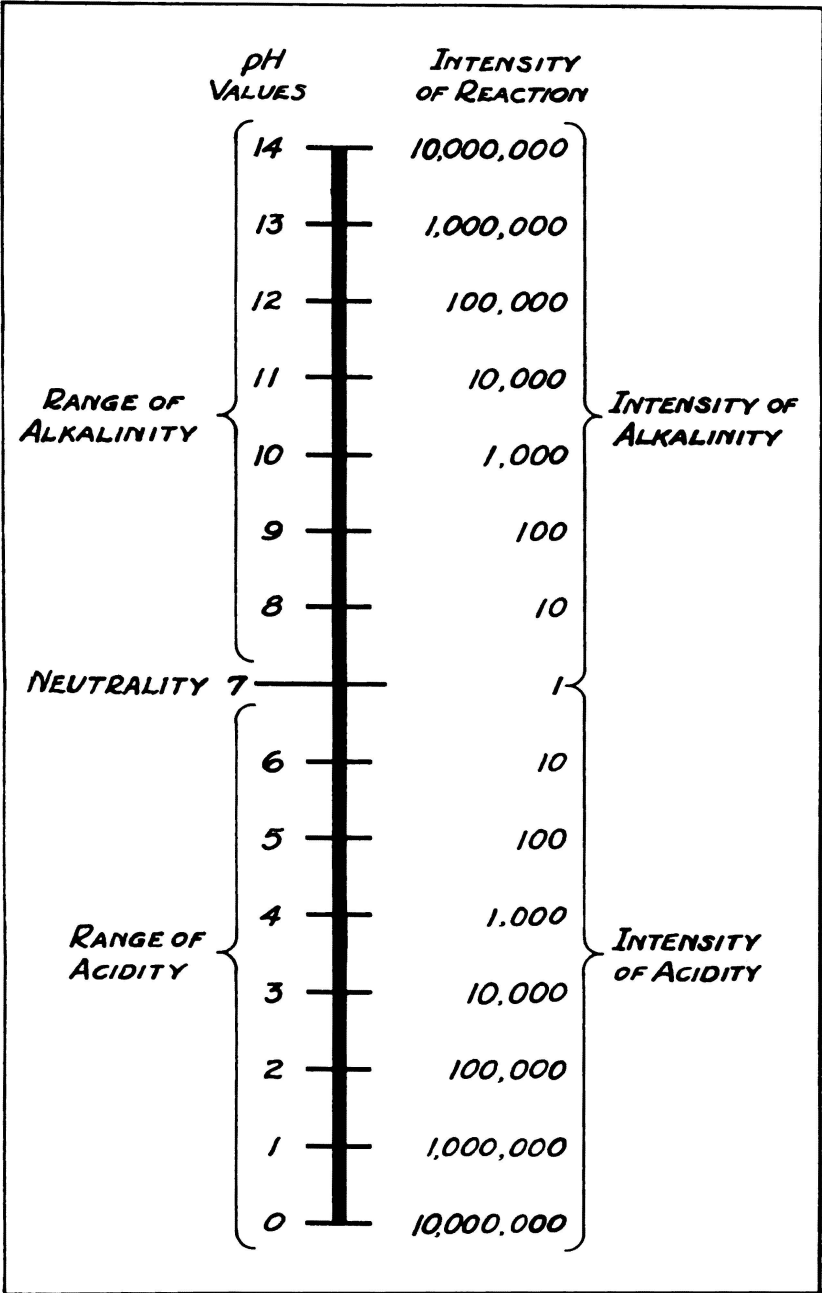 pH VALUES
INTENSITY OF REACTION
14 10,000,000
13 1,000,000
12 100,000
11 10,000
RANGE OF ALKALINITY
INTENSITY OF ALKALINITY
10 1,000
9 100
8 10
NEUTRALITY 7 1
6 10
5 100
4 1,000
RANGE OF ACIDITY
INTENSITY OF ACIDITY
3 10,000
2 100,000
1 1,000,000
0 10,000,000